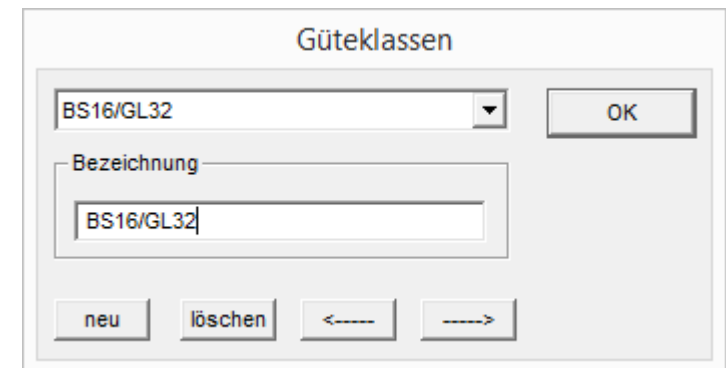 Güteklassen
BS16/GL32
OK
Bezeichnung
BS16/GL32
neu
löschen
<-----
----->